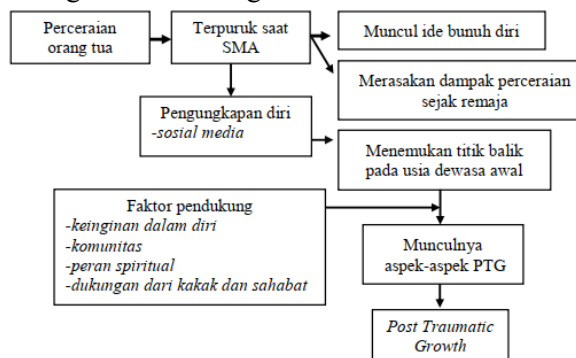 Perceraian
orang tua
Terpuruk saat
SMA
Muncul ide bunuh diri
Merasakan dampak perceraian
sejak remaja
Pengungkapan diri
-sosial media
Menemukan titik balik
pada usia dewasa awal
Faktor pendukung
-keinginan dalam diri
-komunitas
-peran spiritual
-dukungan dari kakak dan sahabat
Munculnya
aspek-aspek PTG
Post Traumatic
Growth